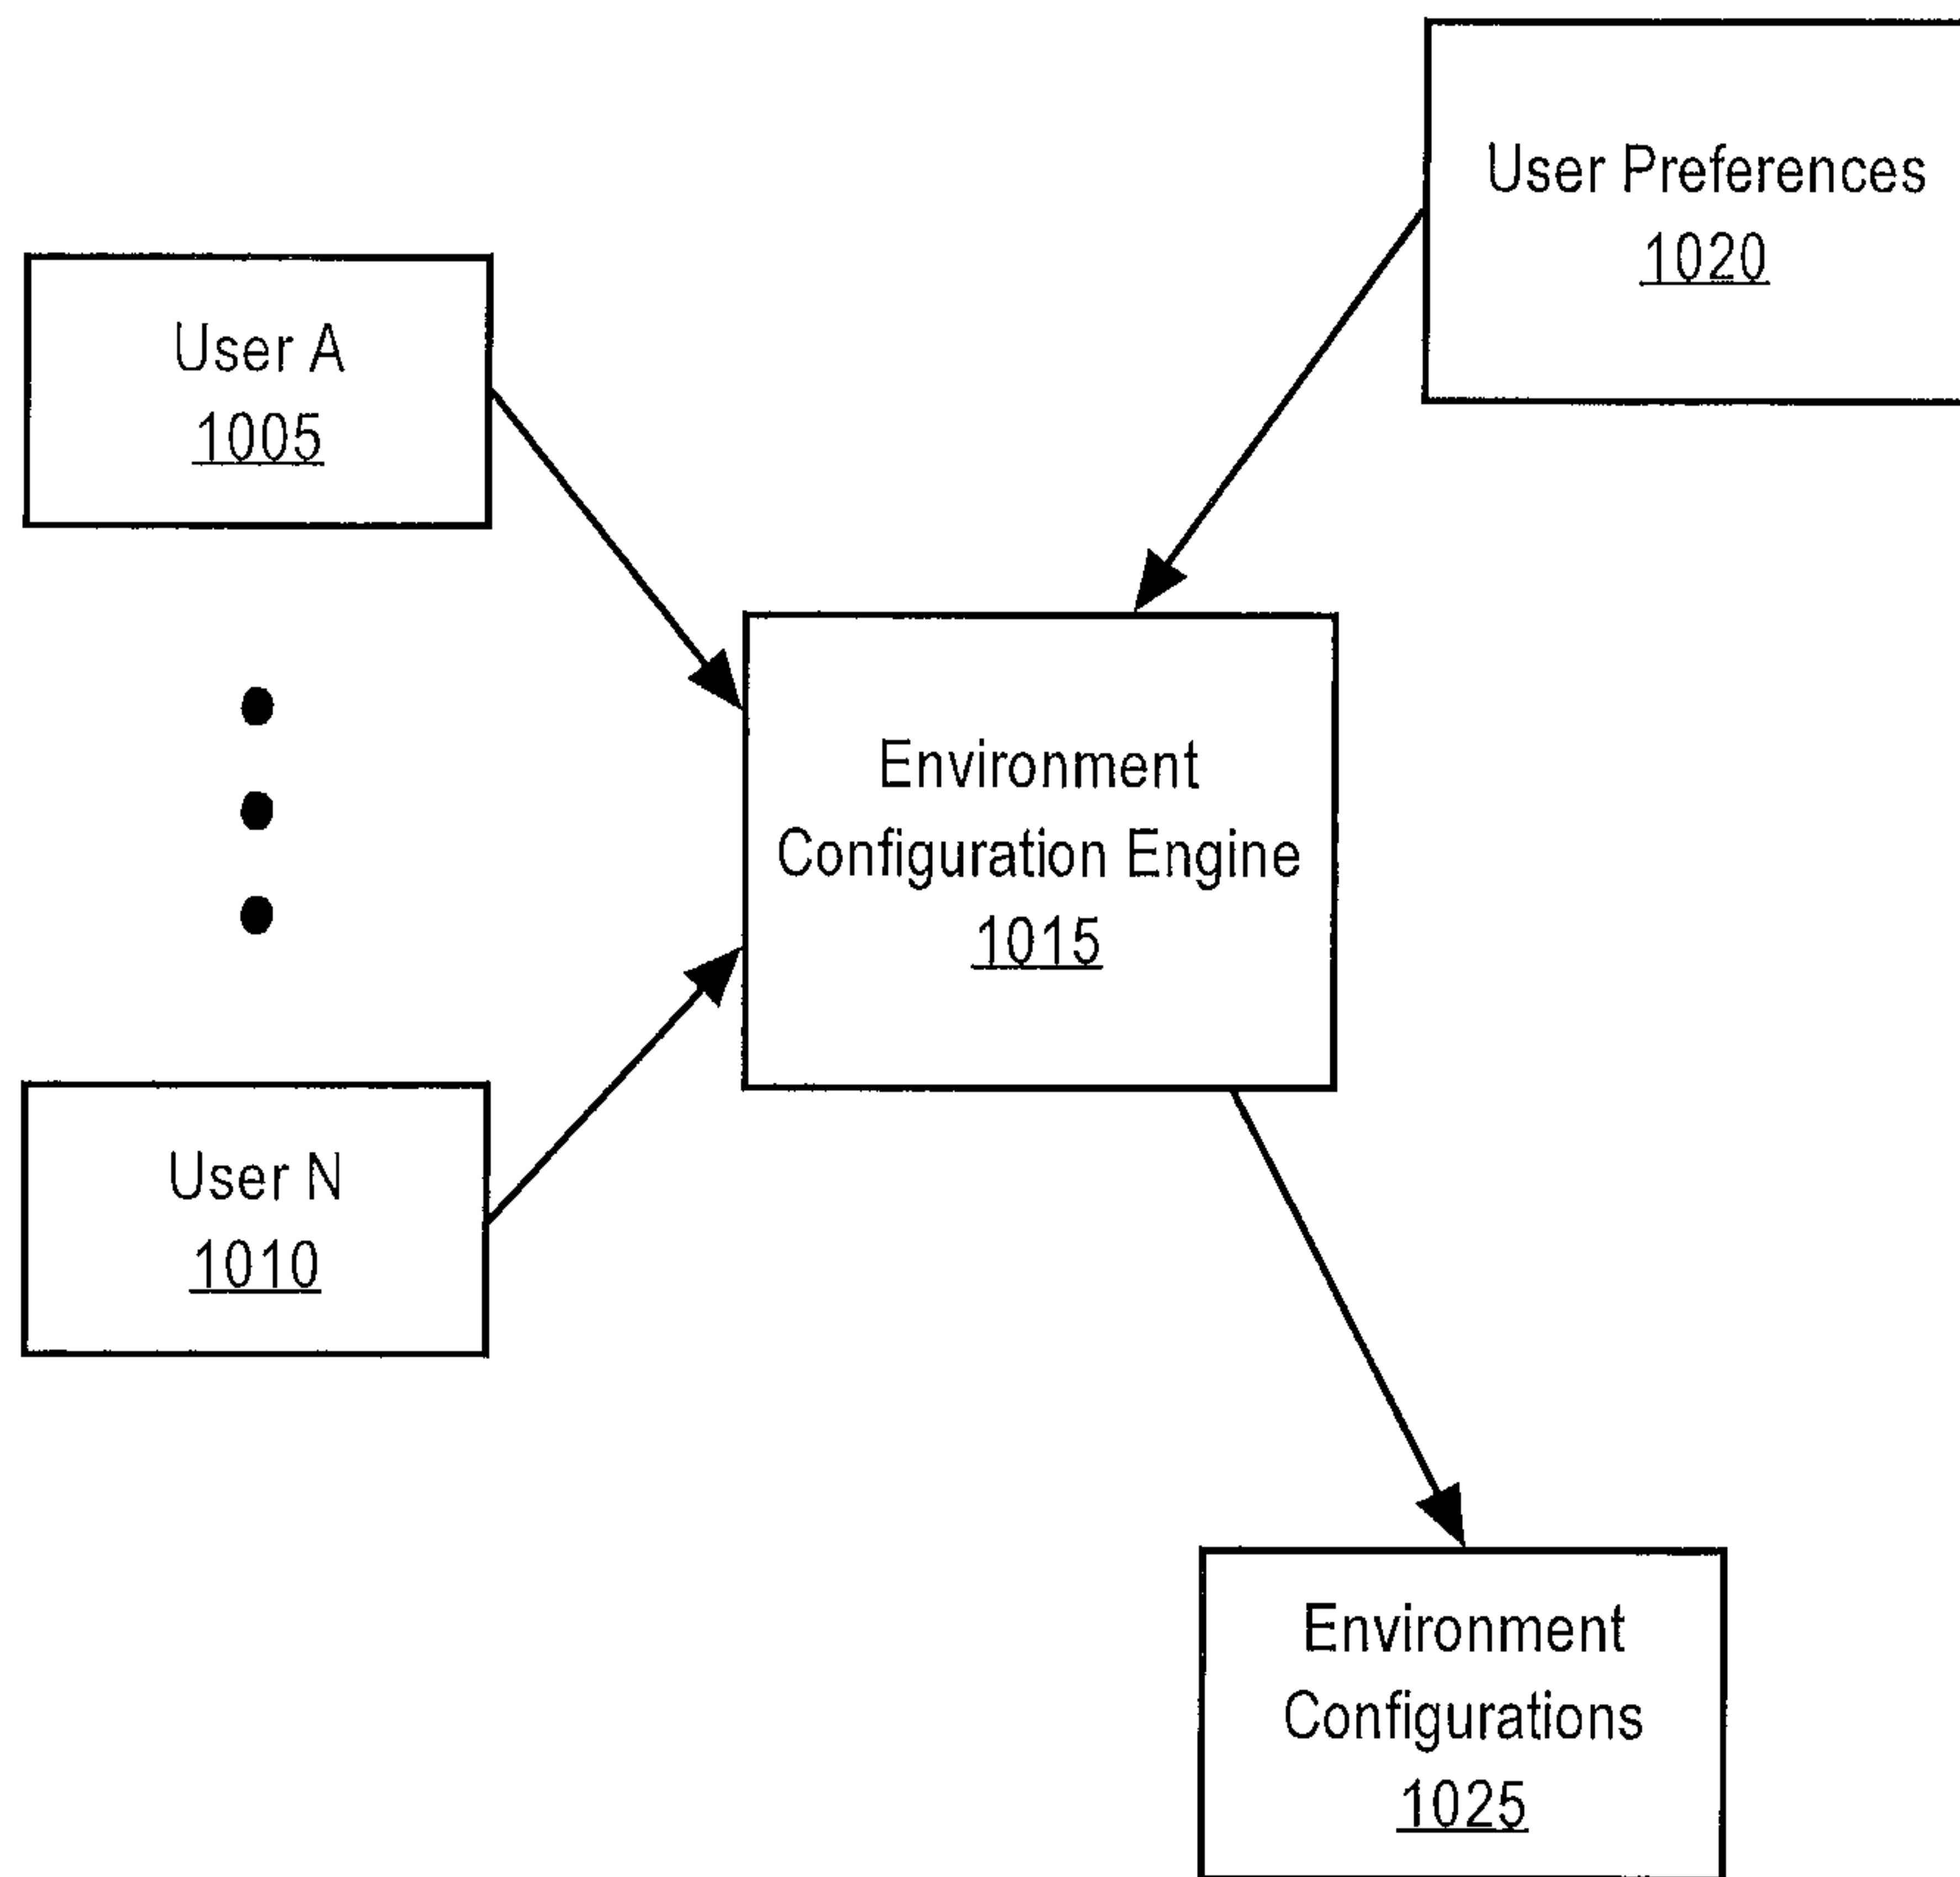 User Preferences
1020
User A
1005
Environment
Configuration Engine
1015
User N
1010
Environment
Configurations
1025